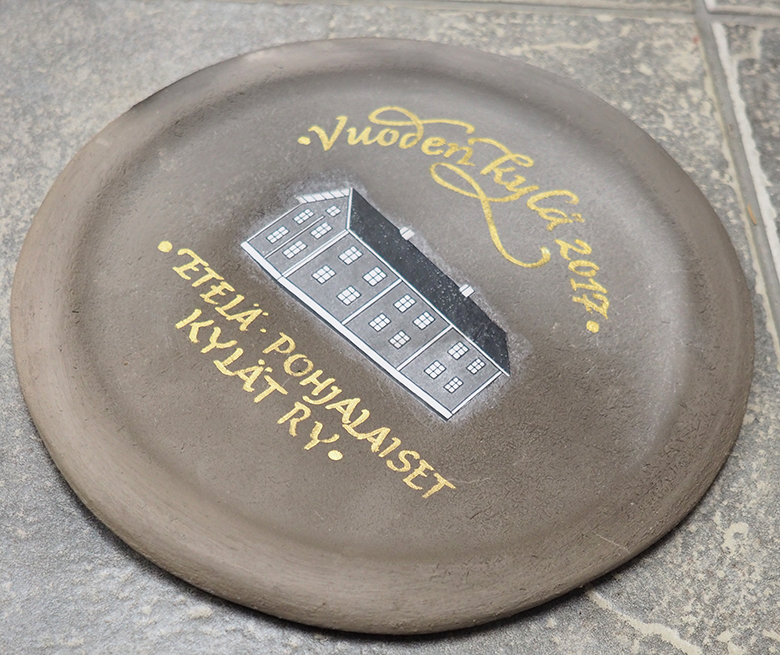 ·Vuoden kylä 2017·
·ETELÄ-POHJALAISET
KYLÄT RY·